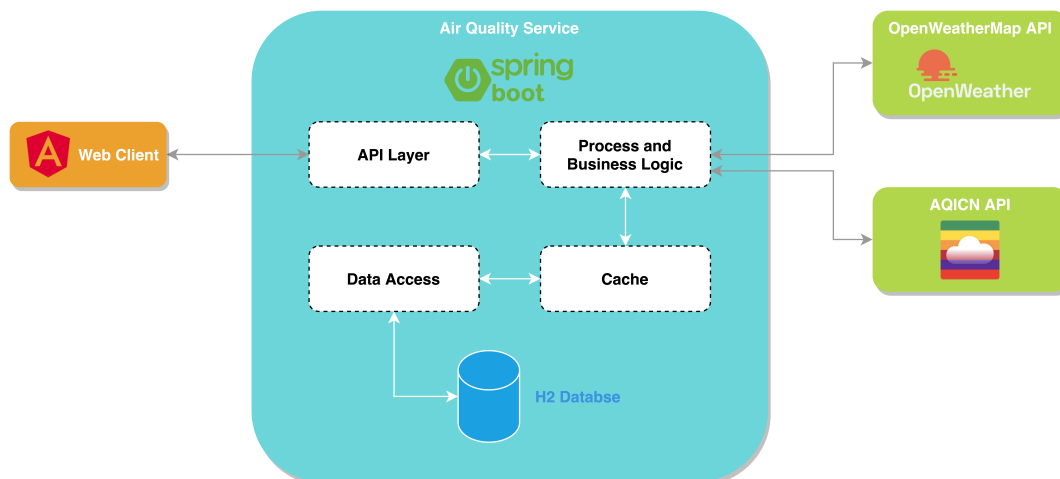 Air Quality Service
spring
boot
OpenWeatherMap API
OpenWeather
A
Web Client
API Layer
Process and
Business Logic
AQICN API
Data Access
Cache
H2 Databse